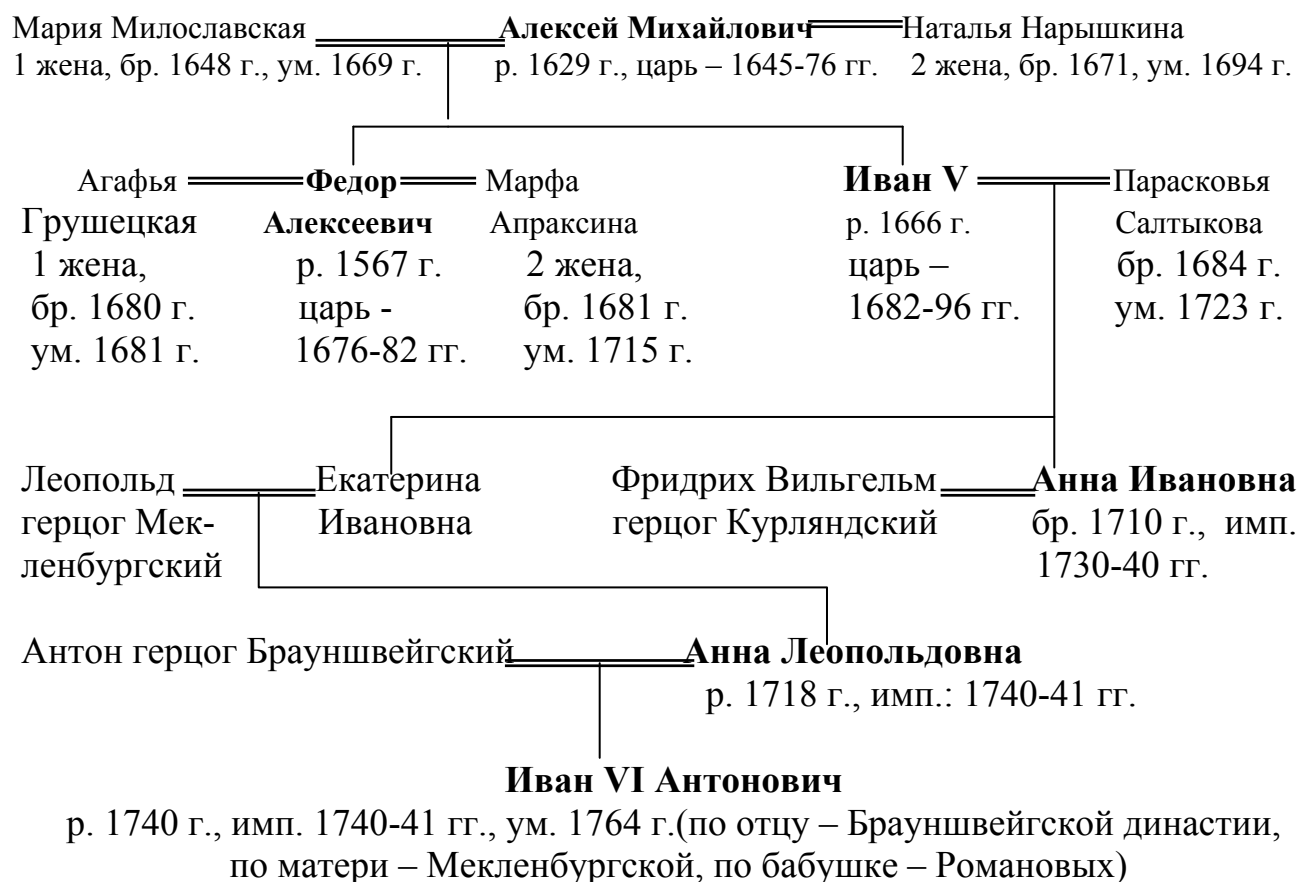 Мария Милославская Алексей Михайлович Наталья Нарышкина
1 жена, бр. 1648 г., ум. 1669 г. р. 1629 г., царь – 1645-76 гг. 2 жена, бр. 1671, ум. 1694 г.
Агафья Федор Марфа Иван V Парасковья
Грушецкая Алексеевич Апраксина р. 1666 г. Салтыкова
1 жена, р. 1567 г. 2 жена, царь – бр. 1684 г.
бр. 1680 г. царь - бр. 1681 г. 1682-96 гг. ум. 1723 г.
ум. 1681 г. 1676-82 гг. ум. 1715 г.
Леопольд Екатерина Фридрих Вильгельм Анна Ивановна
герцог Мек- Ивановна герцог Курляндский бр. 1710 г., имп.
ленбургский 1730-40 гг.
Антон герцог Брауншвейгский Анна Леопольдовна
р. 1718 г., имп.: 1740-41 гг.
Иван VI Антонович
р. 1740 г., имп. 1740-41 гг., ум. 1764 г.(по отцу – Брауншвейгской династии,
по матери – Мекленбургской, по бабушке – Романовых)